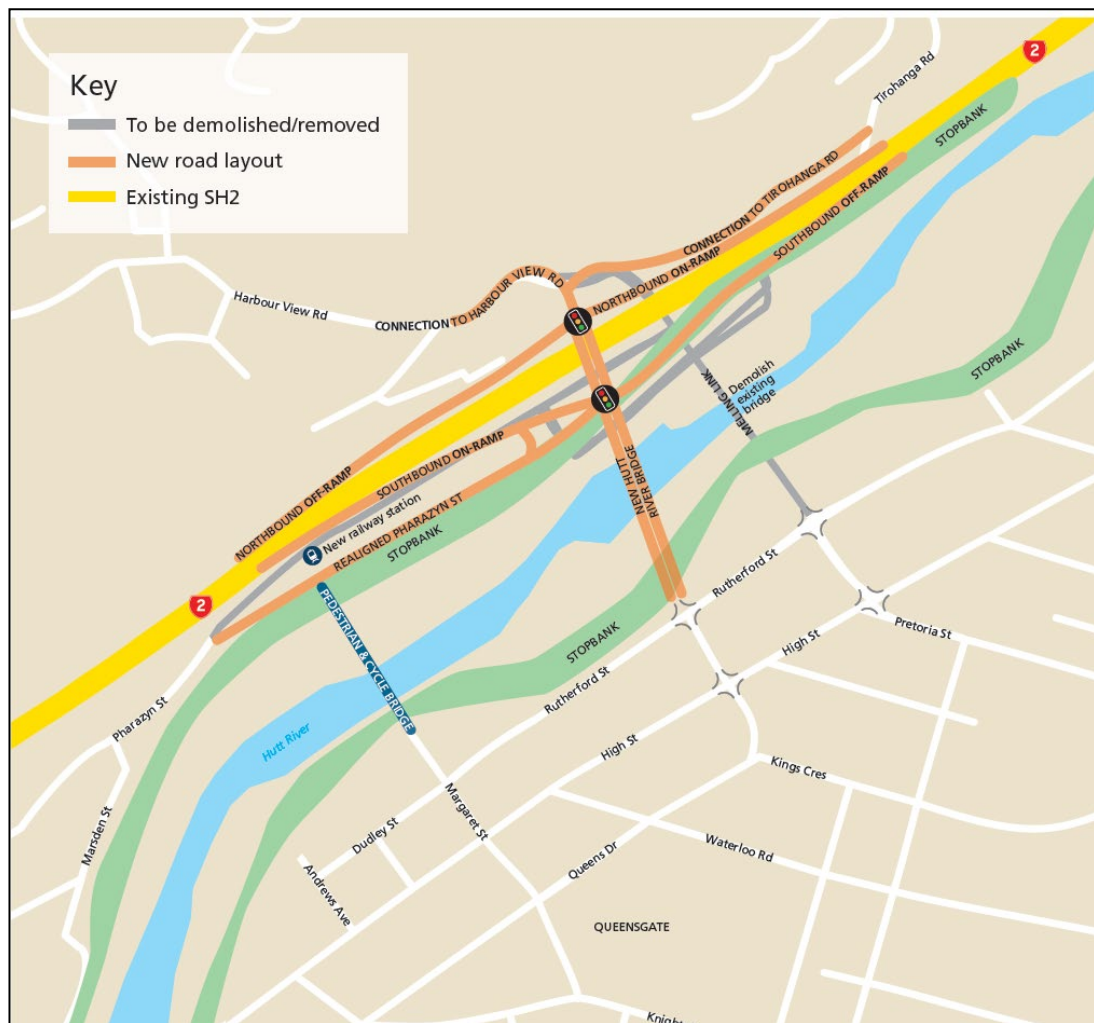 Key
To be demolished/removed
New road layout
Existing SH2
2
Tirohanga Rd
STOPBANK
CONNECTION TO TIROHANGA RD
SOUTHBOUND OFF-RAMP
NORTHBOUND ON-RAMP
Harbour View Rd
CONNECTION TO HARBOUR VIEW RD
STOPBANK
MELLING LINK
Demolish
existing
bridge
NEW HUTT
RIVER BRIDGE
SOUTHBOUND ON-RAMP
NORTHBOUND OFF-RAMP
New railway station
REALIGNED PHARAZYN ST
STOPBANK
2
PEDESTRIAN & CYCLE BRIDGE
Rutherford St
Pretoria St
High St
STOPBANK
Rutherford St
Pharazyn St
Hutt River
High St
Kings Cres
Margaret St
Marsden St
Dudley St
Queens Dr
Waterloo Rd
Andrews Ave
QUEENSGATE